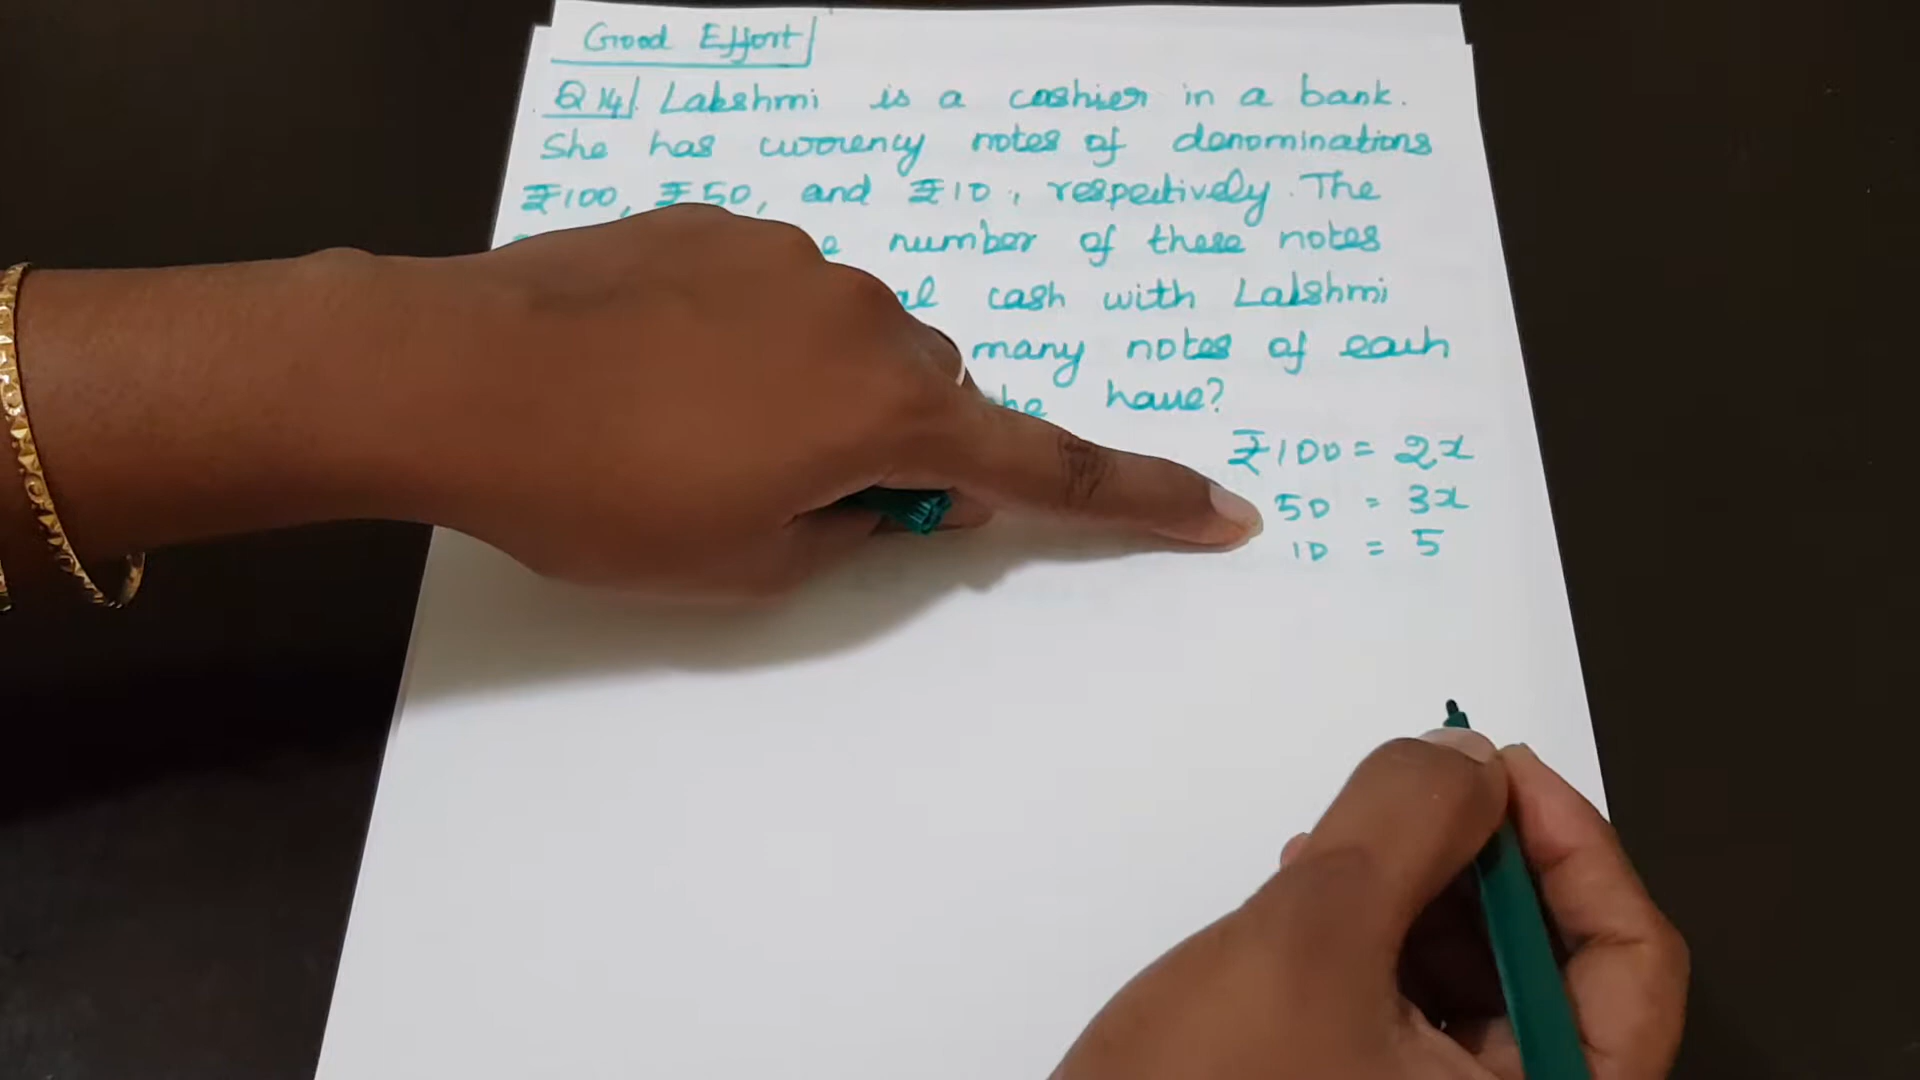 Good Effort
Q 14 Lakshmi is a cashier in a bank.
She has currency notes of denominations
₹100, ₹50, and ₹10, respectively. The
number of these notes
cash with Lakshmi
many notes of each
have?
₹100 = 2x
50 = 3x
10 = 5